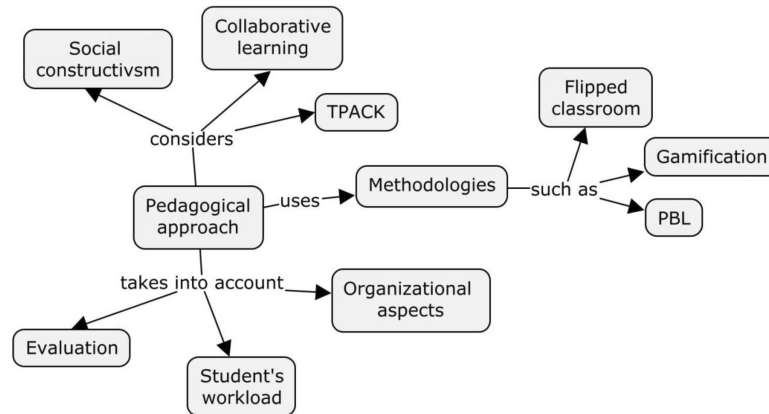 Social
constructivsm
Collaborative
learning
TPACK
considers
Flipped
classroom
Gamification
Methodologies
such as
PBL
uses
Pedagogical
approach
takes into account
Organizational
aspects
Evaluation
Student's
workload